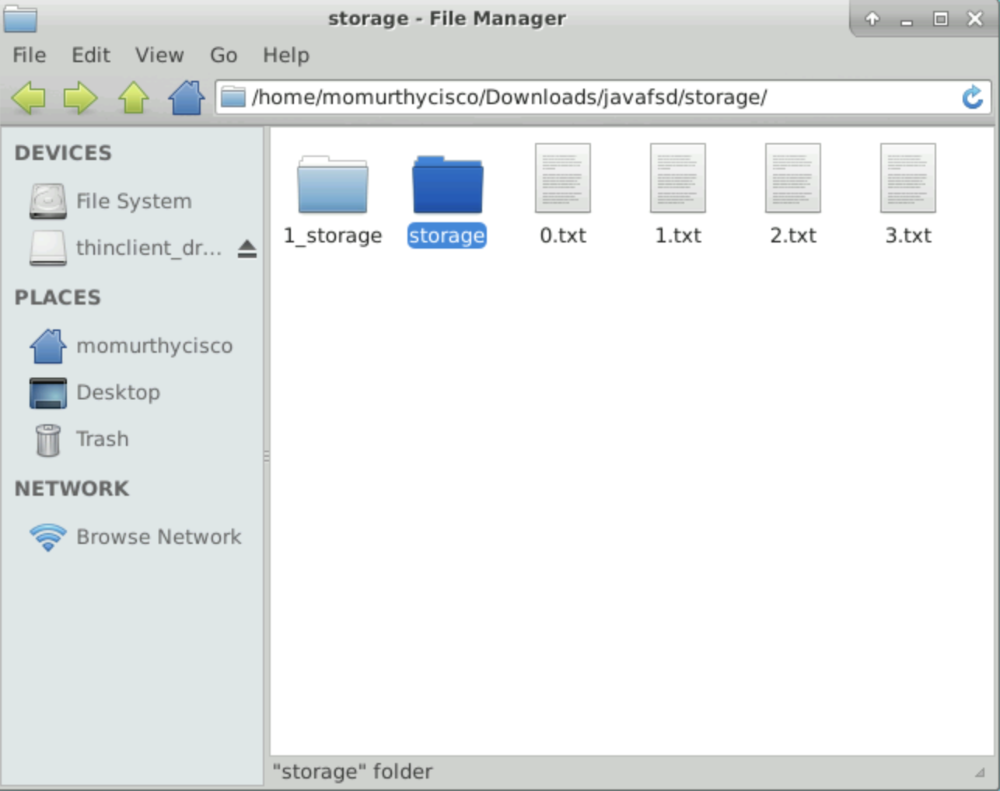 storage - File Manager
File Edit View Go Help
/home/momurthycisco/Downloads/javafsd/storage/
DEVICES
File System
thinclient_dr...
PLACES
momurthycisco
Desktop
Trash
NETWORK
Browse Network
1_storage storage 0.txt 1.txt 2.txt 3.txt
"storage" folder